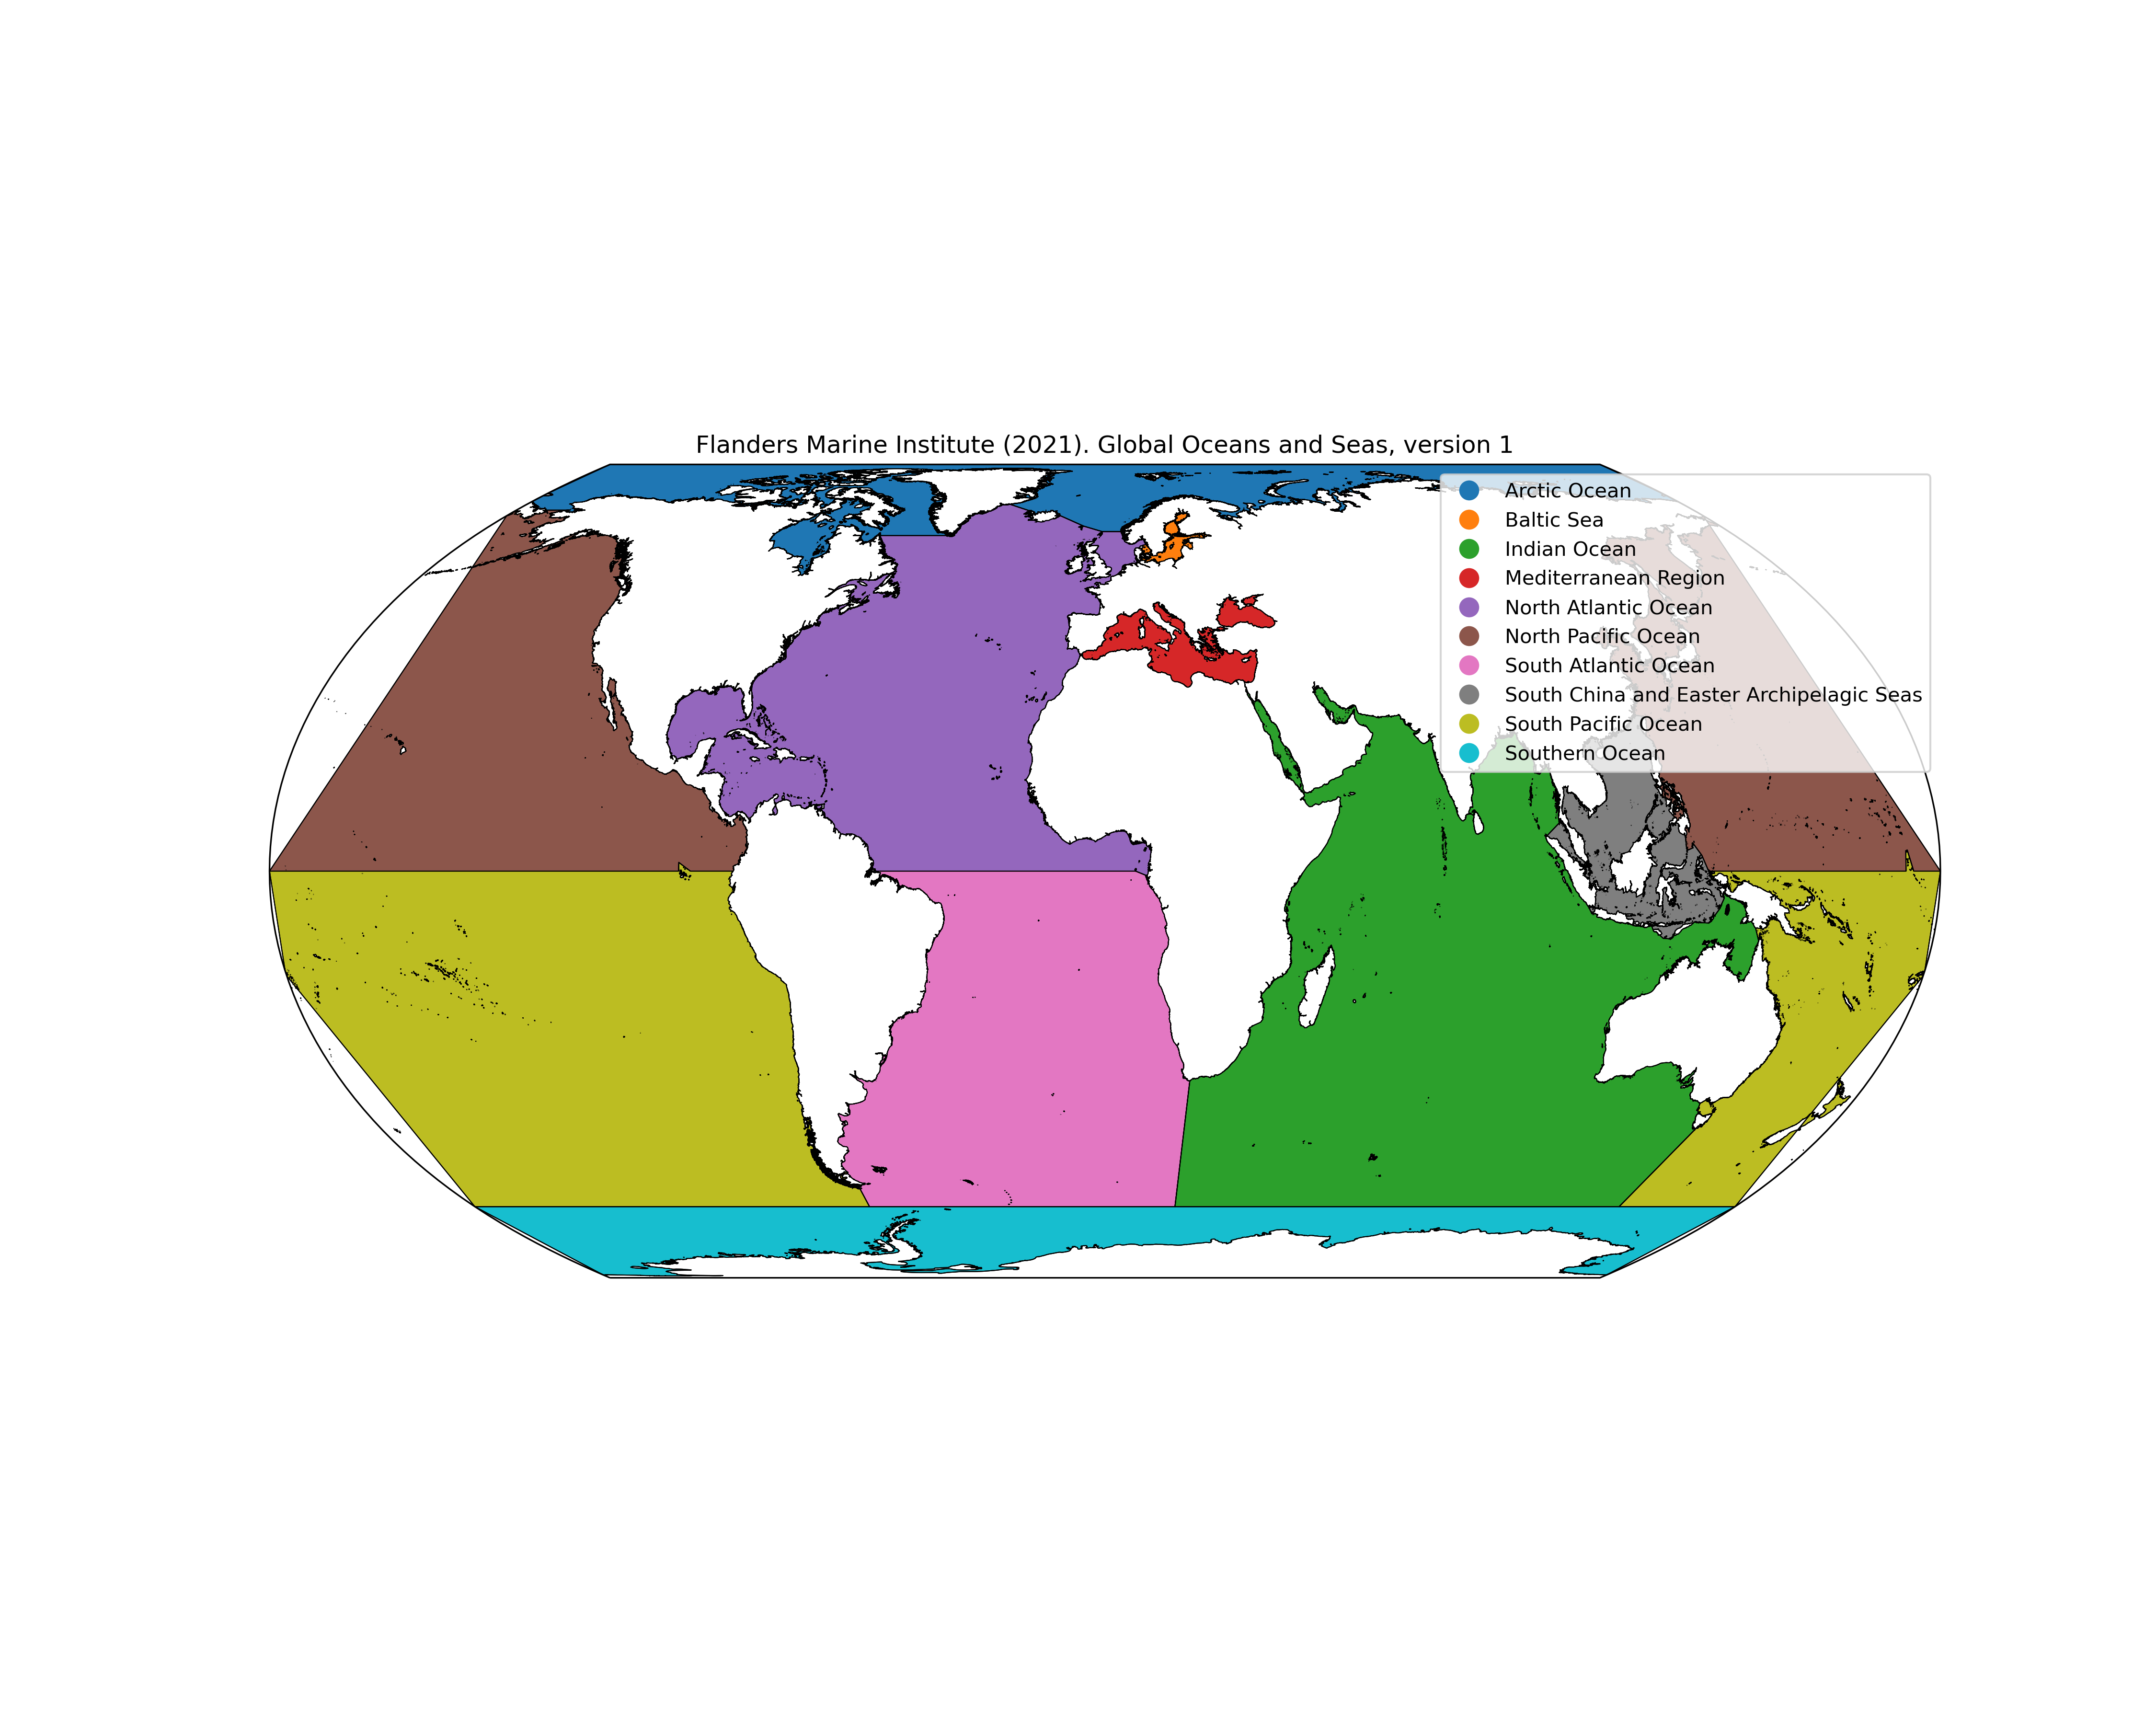 Flanders Marine Institute (2021). Global Oceans and Seas, version 1
Arctic Ocean
Baltic Sea
Indian Ocean
Mediterranean Region
North Atlantic Ocean
North Pacific Ocean
South Atlantic Ocean
South China and Easter Archipelagic Seas
South Pacific Ocean
Southern Ocean